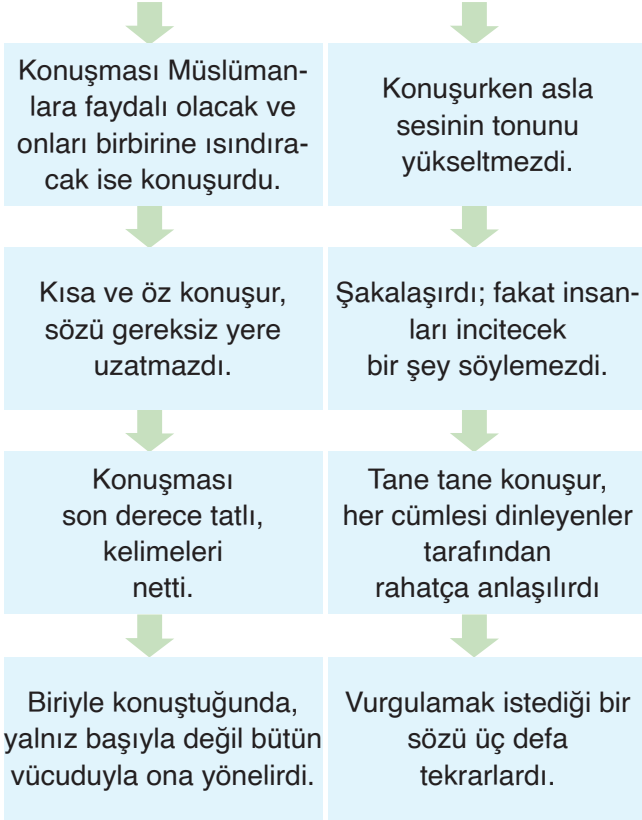 Konuşması Müslüman-
lara faydalı olacak ve
onları birbirine ısındıra-
cak ise konuşurdu.
Konuşurken asla
sesinin tonunu
yükseltmezdi.
Kısa ve öz konuşur,
sözü gereksiz yere
uzatmazdı.
Şakalaşırdı; fakat insan-
ları incitecek
bir şey söylemezdi.
Konuşması
son derece tatlı,
kelimeleri
netti.
Tane tane konuşur,
her cümlesi dinleyenler
tarafından
rahatça anlaşılırdı
Biriyle konuştuğunda,
yalnız başıyla değil bütün
vücuduyla ona yönelirdi.
Vurgulamak istediği bir
sözü üç defa
tekrarlardı.